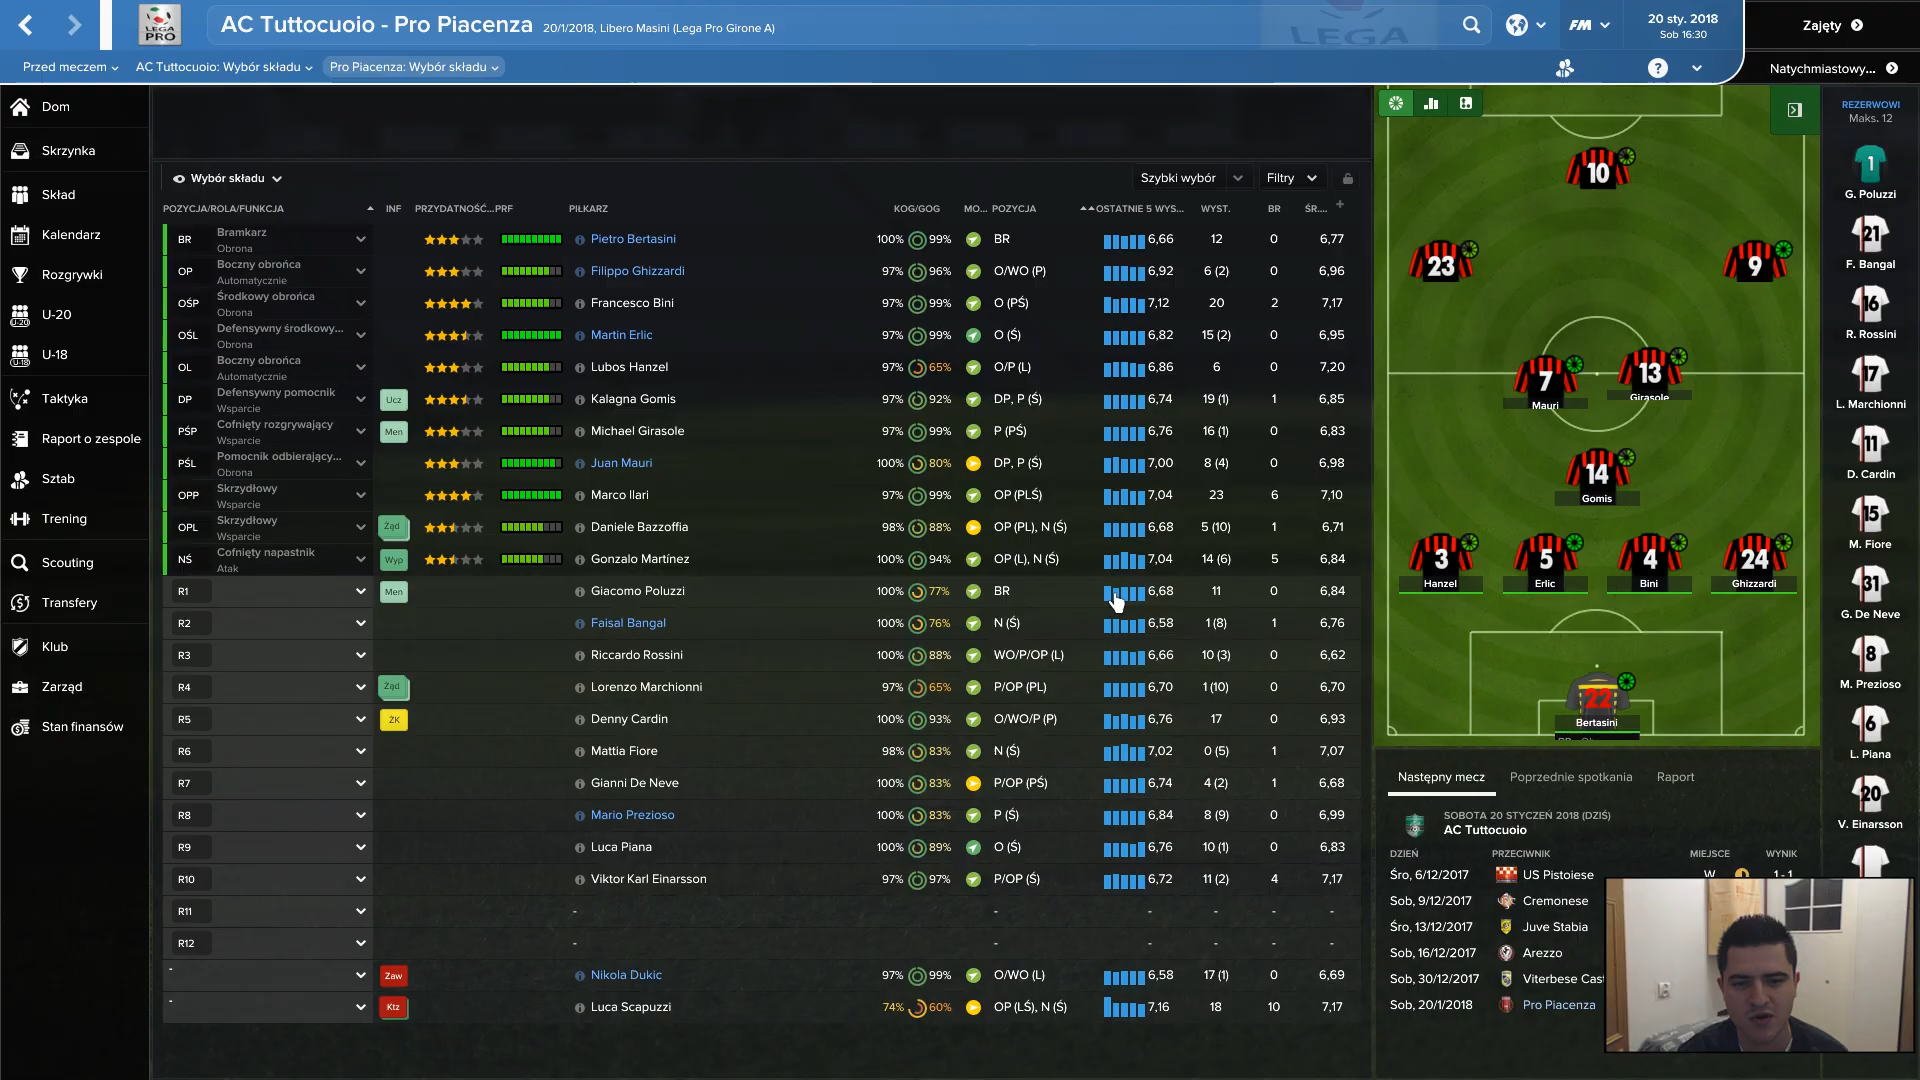 AC Tuttocuoio - Pro Piacenza 20/1/2018, Libero Masini (Lega Pro Girone A)
LEGA PRO
LEGA
FM
20 sty. 2018
Sob 16:30
Zajęty
Przed meczem
AC Tuttocuoio: Wybór składu
Pro Piacenza: Wybór składu
?
Natychmiastowy...
Dom
Skrzynka
Skład
Kalendarz
Rozgrywki
U-20
U-18
Taktyka
Raport o zespole
Sztab
Trening
Scouting
Transfery
Klub
Zarząd
Stan finansów
Wybór składu
Szybki wybór
Filtry
POZYCJA/ROLA/FUNKCJA INF PRZYDATNOŚĆ...PRF PIŁKARZ KOG/GOG MO... POZYCJA OSTATNIE 5 WYS... WYST. BR ŚR....
BR Bramkarz Obrona Pietro Bertasini 100% 99% BR 6,66 12 0 6,77
OP Boczny obrońca Automatycznie Filippo Ghizzardi 97% 96% O/WO (P) 6,92 6 (2) 0 6,96
OŚP Środkowy obrońca Obrona Francesco Bini 97% 99% O (PŚ) 7,12 20 2 7,17
OŚL Defensywny środkowy... Obrona Martin Erlic 97% 99% O (Ś) 6,82 15 (2) 0 6,95
OL Boczny obrońca Automatycznie Lubos Hanzel 97% 65% O/P (L) 6,86 6 0 7,20
DP Defensywny pomocnik Wsparcie Ucz Kalagna Gomis 97% 92% DP, P (Ś) 6,74 19 (1) 1 6,85
PŚP Cofnięty rozgrywający Wsparcie Men Michael Girasole 97% 99% P (PŚ) 6,76 16 (1) 0 6,83
PŚL Pomocnik odbierający... Obrona Juan Mauri 100% 80% DP, P (Ś) 7,00 8 (4) 0 6,98
OPP Skrzydłowy Wsparcie Marco Ilari 97% 99% OP (PLŚ) 7,04 23 6 7,10
OPL Skrzydłowy Wsparcie Żąd Daniele Bazzoffia 98% 88% OP (PL), N (Ś) 6,68 5 (10) 1 6,71
NŚ Cofnięty napastnik Atak Wyp Gonzalo Martínez 100% 94% OP (L), N (Ś) 7,04 14 (6) 5 6,84
R1 Men Giacomo Poluzzi 100% 77% BR 6,68 11 0 6,84
R2 Faisal Bangal 100% 76% N (Ś) 6,58 1 (8) 1 6,76
R3 Riccardo Rossini 100% 88% WO/P/OP (L) 6,66 10 (3) 0 6,62
R4 Żąd Lorenzo Marchionni 97% 65% P/OP (PL) 6,70 1 (10) 0 6,70
R5 ŻK Denny Cardin 100% 93% O/WO/P (P) 6,76 17 0 6,93
R6 Mattia Fiore 98% 83% N (Ś) 7,02 0 (5) 1 7,07
R7 Gianni De Neve 100% 83% P/OP (PŚ) 6,74 4 (2) 1 6,68
R8 Mario Prezioso 100% 83% P (Ś) 6,84 8 (9) 0 6,99
R9 Luca Piana 100% 89% O (Ś) 6,76 10 (1) 0 6,83
R10 Viktor Karl Einarsson 97% 97% P/OP (Ś) 6,72 11 (2) 4 7,17
R11 - - - - - -
R12 - - - - - -
- Zaw Nikola Dukic 97% 99% O/WO (L) 6,58 17 (1) 0 6,69
- Ktz Luca Scapuzzi 74% 60% OP (LŚ), N (Ś) 7,16 18 10 7,17
10
23
9
7 Mauri
13 Girasole
14 Gomis
3 Hanzel
5 Erlic
4 Bini
24 Ghizzardi
22 Bertasini
REZERWOWI
Maks. 12
1
G. Poluzzi
21
F. Bangal
16
R. Rossini
17
L. Marchionni
11
D. Cardin
15
M. Fiore
31
G. De Neve
8
M. Prezioso
6
L. Piana
20
V. Einarsson
Następny mecz Poprzednie spotkania Raport
SOBOTA 20 STYCZEŃ 2018 (DZIŚ)
AC Tuttocuoio
DZIEŃ PRZECIWNIK MIEJSCE WYNIK
Śro, 6/12/2017 US Pistoiese W 1 - 1
Sob, 9/12/2017 Cremonese
Śro, 13/12/2017 Juve Stabia
Sob, 16/12/2017 Arezzo
Sob, 30/12/2017 Viterbese Cast
Sob, 20/1/2018 Pro Piacenza